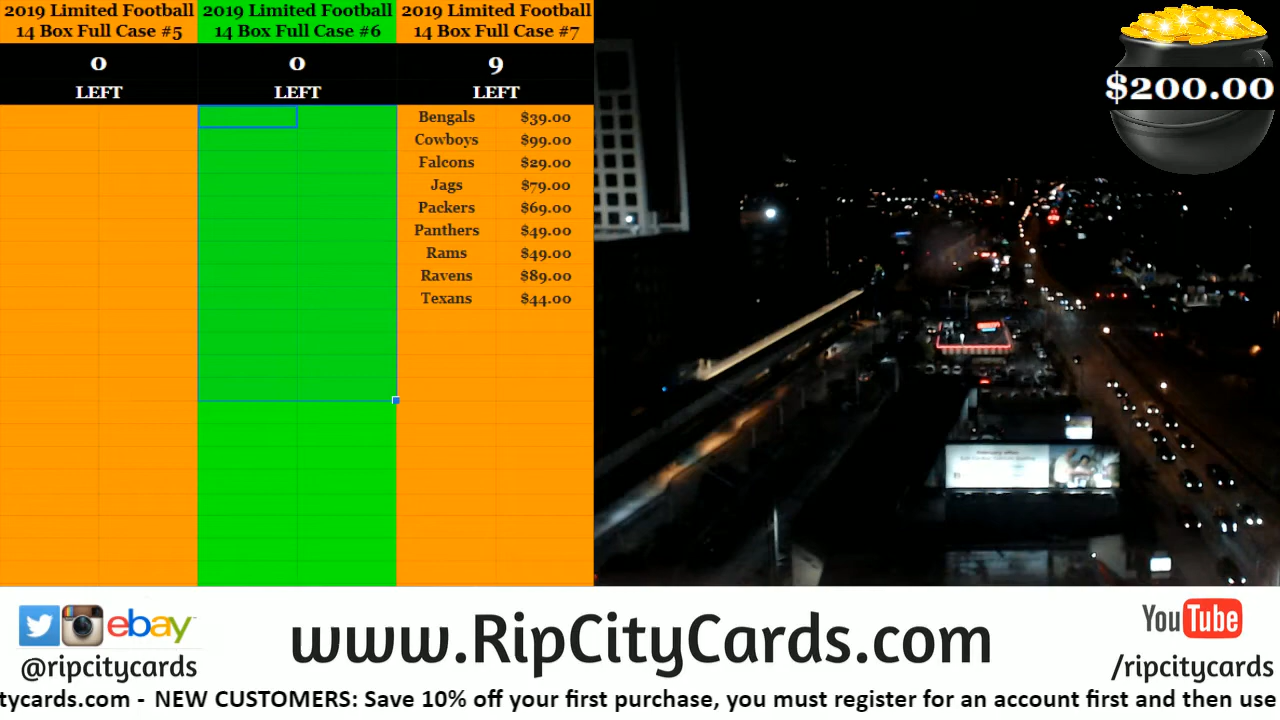 2019 Limited Football
14 Box Full Case #5
0
LEFT
2019 Limited Football
14 Box Full Case #6
0
LEFT
2019 Limited Football
14 Box Full Case #7
9
LEFT
Bengals $39.00
Cowboys $99.00
Falcons $29.00
Jags $79.00
Packers $69.00
Panthers $49.00
Rams $49.00
Ravens $89.00
Texans $44.00
$200.00
ebay
@ripcitycards
www.RipCityCards.com
YouTube
/ripcitycards
tycards.com - NEW CUSTOMERS: Save 10% off your first purchase, you must register for an account first and then use